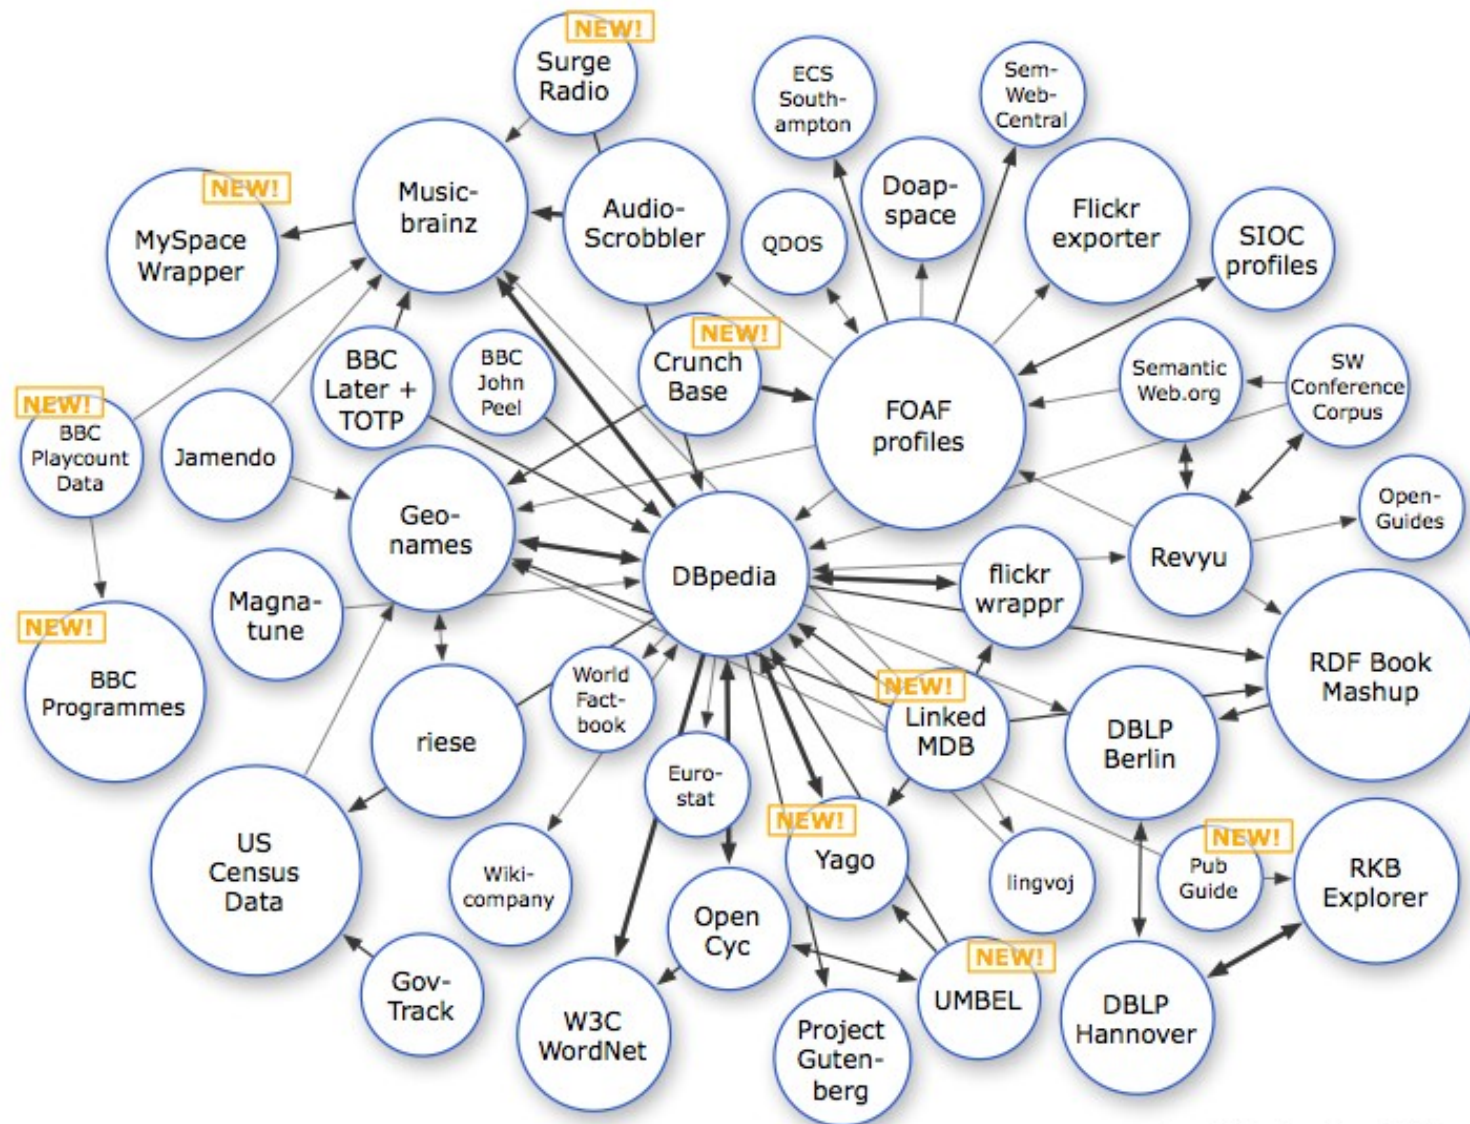 NEW!
Surge
Radio
ECS
South-
ampton
Sem-
Web-
Central
NEW!
MySpace
Wrapper
Music-
brainz
Audio-
Scrobbler
QDOS
Doap-
space
Flickr
exporter
SIOC
profiles
NEW!
BBC
Playcount
Data
Jamendo
BBC
Later +
TOTP
BBC
John
Peel
NEW!
Crunch
Base
FOAF
profiles
Semantic
Web.org
SW
Conference
Corpus
Open-
Guides
Geo-
names
DBpedia
flickr
wrappr
Revyu
Magna-
tune
NEW!
BBC
Programmes
riese
World
Fact-
book
NEW!
Linked
MDB
DBLP
Berlin
RDF Book
Mashup
Euro-
stat
US
Census
Data
Wiki-
company
NEW!
Yago
lingvoj
NEW!
Pub
Guide
RKB
Explorer
Open
Cyc
Gov-
Track
W3C
WordNet
NEW!
UMBEL
DBLP
Hannover
Project
Guten-
berg